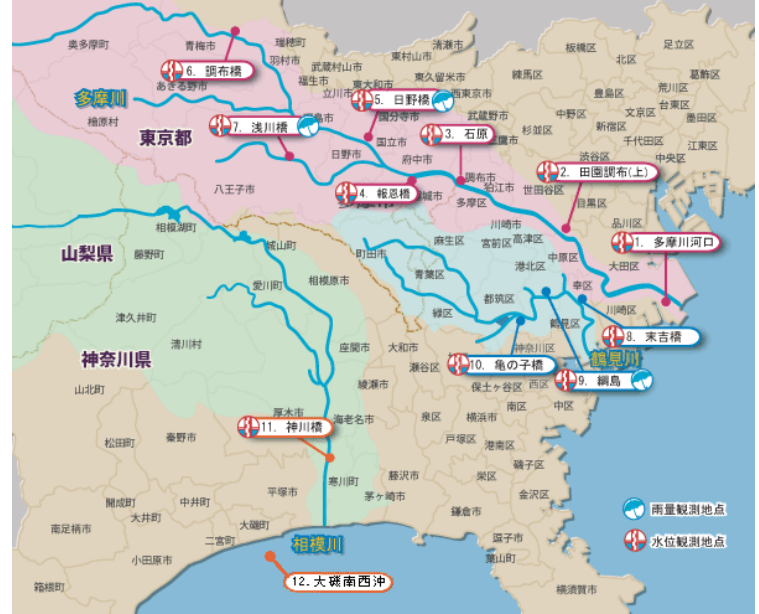 奥多摩町
青梅市
瑞穂町
清瀬市
板橋区
足立区
羽村市
東村山市
北区
武蔵村山市
葛飾区
6. 調布橋
福生市
東大和市
東久留米市
練馬区
荒川区
あきる野市
立川市
西東京市
豊島区
台東区
多摩川
5. 日野橋
文京区
墨田区
檜原村
国分寺市
武蔵野市
中野区
新宿区
7. 浅川橋
杉並区
千代田区
江東区
東京都
国立市
3. 石原
日野市
府中市
渋谷区
中央区
2. 田園調布(上)
八王子市
4. 報恩橋
調布市
狛江市
世田谷区
目黒区
多摩区
相模湖町
川崎市
品川区
麻生区
宮前区
高津区
1. 多摩川河口
山梨県
藤野町
城山町
町田市
中原区
大田区
青葉区
港北区
愛川町
相模原市
幸区
都筑区
津久井町
緑区
鶴見区
川崎区
清川村
座間市
大和市
神奈川区
8. 末吉橋
神奈川県
瀬谷区
10. 亀の子橋
鶴見川
山北町
綾瀬市
保土ヶ谷区
西区
9. 綱島
厚木市
海老名市
泉区
横浜市
南区
中区
11. 神川橋
松田町
秦野市
戸塚区
港南区
磯子区
平塚市
寒川町
藤沢市
栄区
開成町
中井町
茅ヶ崎市
金沢区
大井町
鎌倉市
雨量観測地点
南足柄市
大磯町
二宮町
相模川
逗子市
水位観測地点
小田原市
葉山町
12.大磯南西沖
箱根町
横須賀市